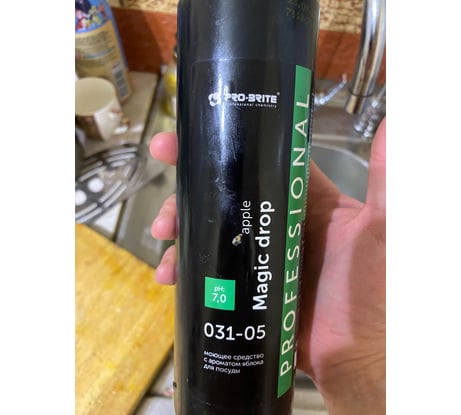 PRO-BRITE®
professional chemistry
apple
Magic drop
PROFESSIONAL
pH:
7,0
031-05
моющее средство
с ароматом яблока
для посуды